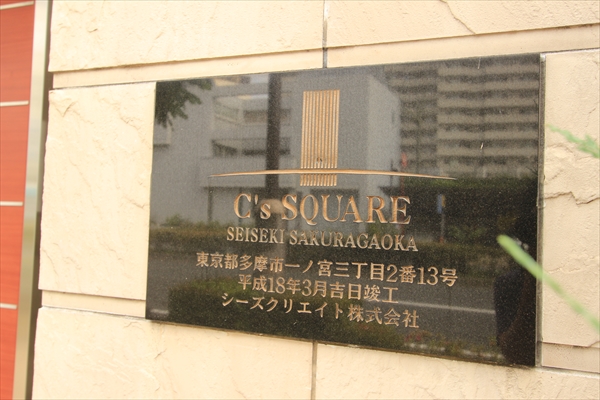 C's SQUARE
SEISEKI SAKURAGAOKA
東京都多摩市一ノ宮三丁目2番13号
平成18年3月吉日竣工
シーズクリエイト株式会社